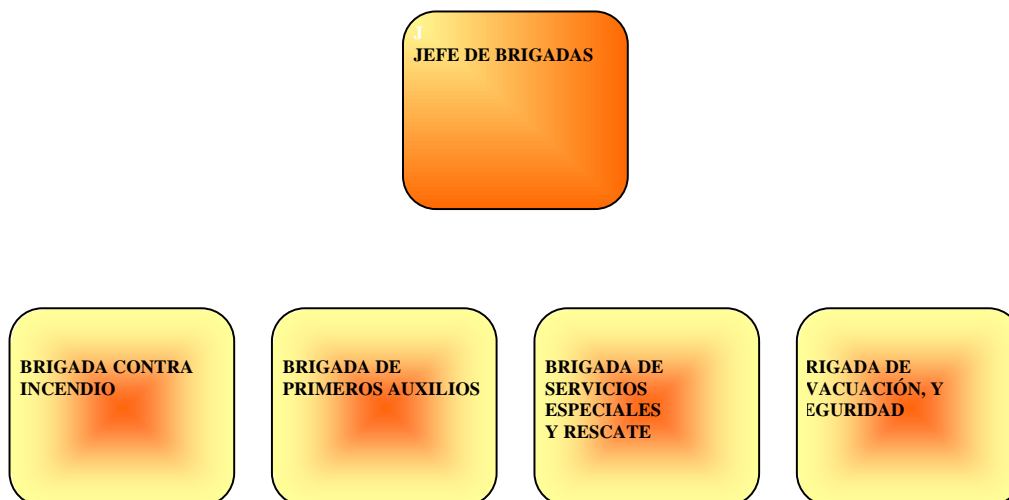 J
JEFE DE BRIGADAS
BRIGADA CONTRA
INCENDIO
BRIGADA DE
PRIMEROS AUXILIOS
BRIGADA DE
SERVICIOS
ESPECIALES
Y RESCATE
RIGADA DE
VACUACIÓN, Y
EGURIDAD